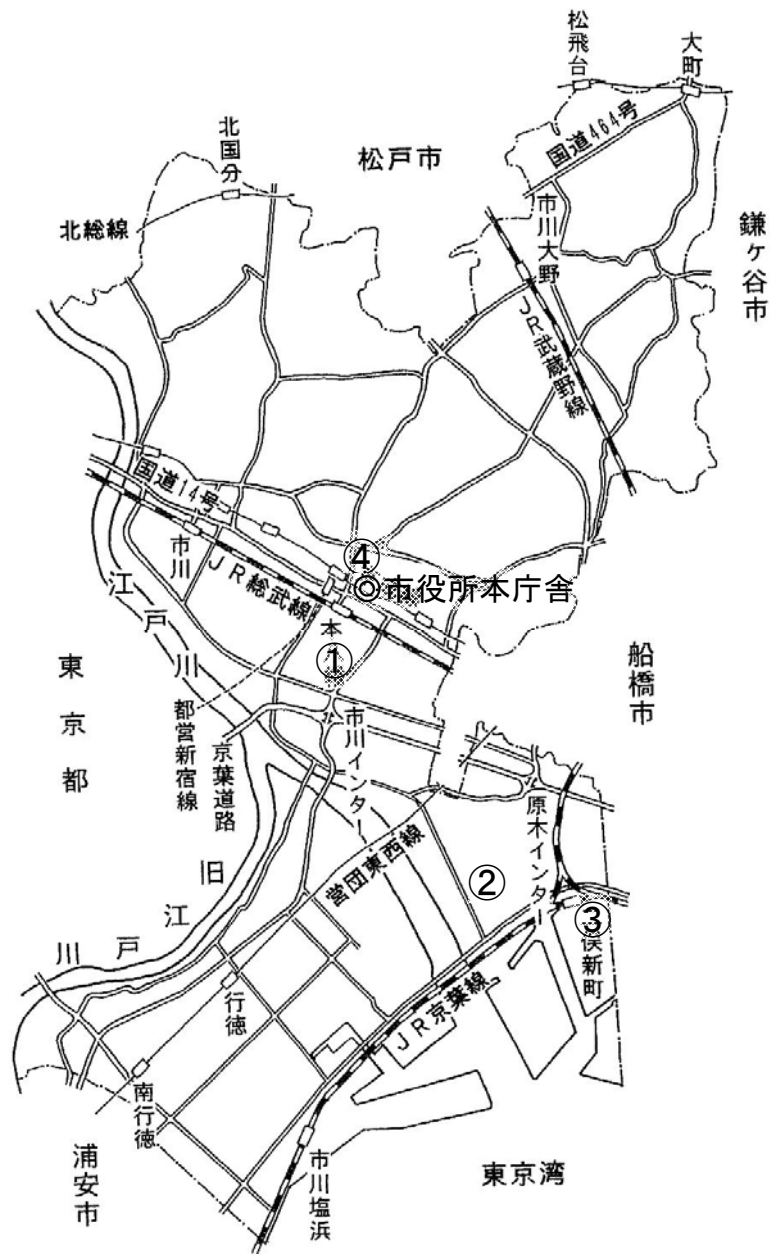 松飛台
大町
国道464号
北国分
松戸市
北総線
市川大野
鎌ヶ谷市
JR武蔵野線
国道14号
市川
④
◎市役所本庁舎
JR総武線
江戸川
本
①
船橋市
東京都
都営新宿線
京葉道路
市川インター
原木インター
営団東西線
②
旧江戸川
③
俣新町
行徳
JR京葉線
南行徳
市川塩浜
浦安市
東京湾